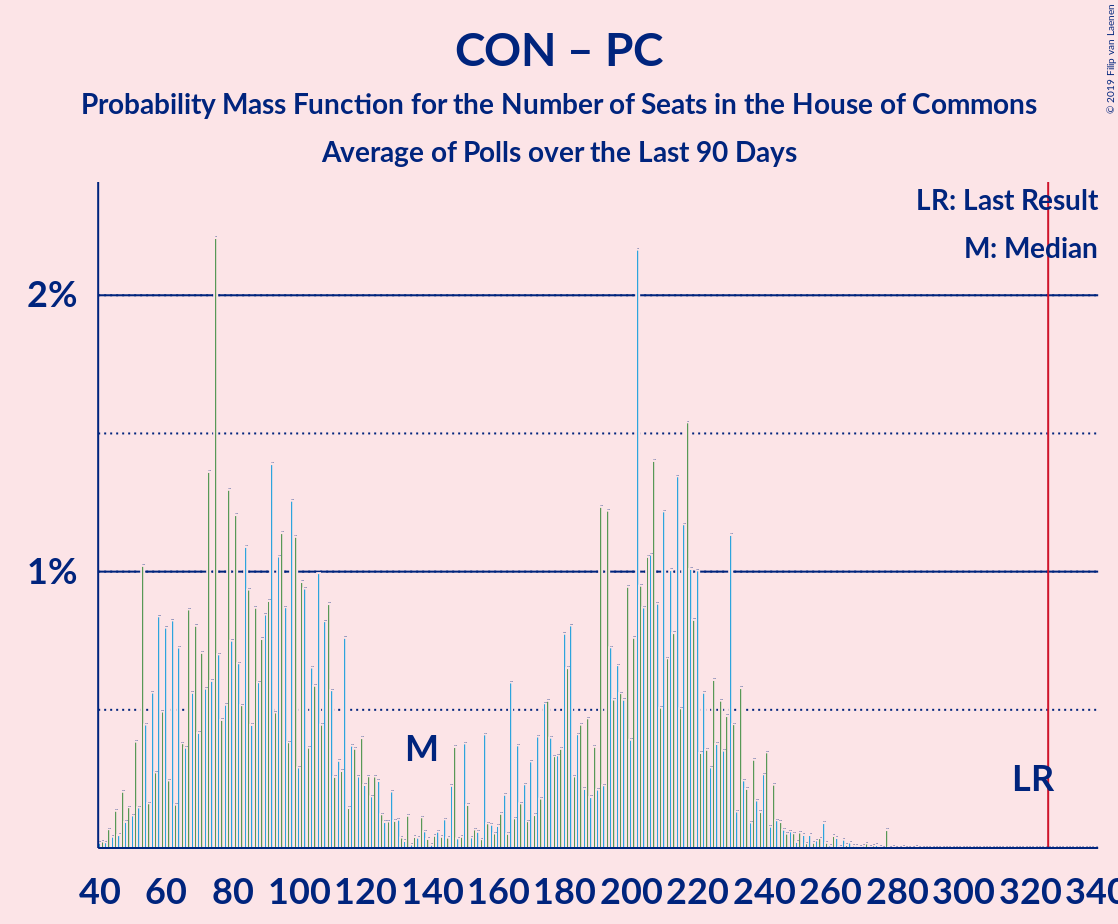 CON – PC
Probability Mass Function for the Number of Seats in the House of Commons
Average of Polls over the Last 90 Days
© 2019 Filip van Laenen
LR: Last Result
M: Median
2%
1%
M
LR
40 60 80 100 120 140 160 180 200 220 240 260 280 300 320 340